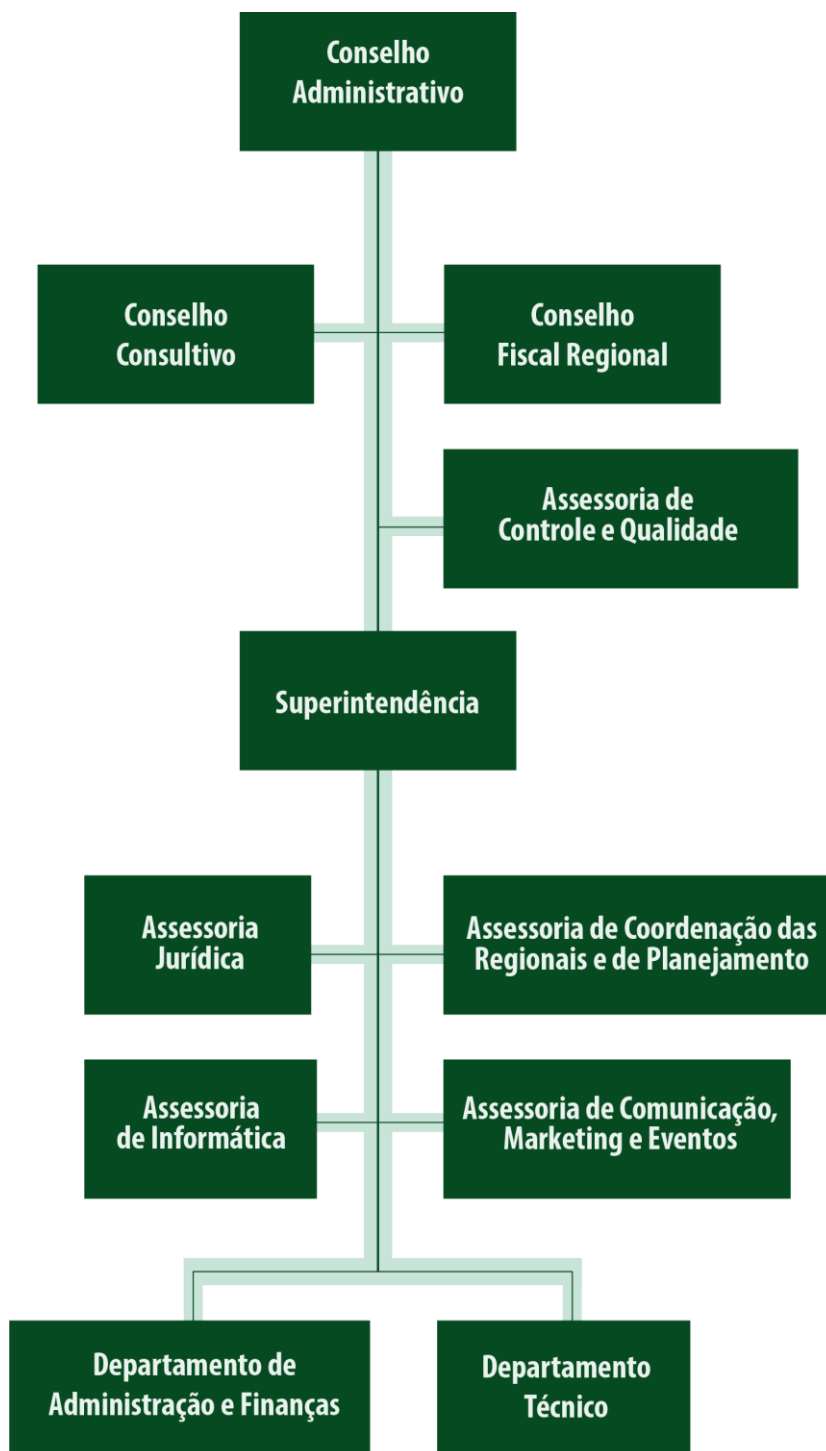 Conselho
Administrativo
Conselho
Consultivo
Conselho
Fiscal Regional
Assessoria de
Controle e Qualidade
Superintendência
Assessoria
Jurídica
Assessoria de Coordenação das
Regionais e de Planejamento
Assessoria
de Informática
Assessoria de Comunicação,
Marketing e Eventos
Departamento de
Administração e Finanças
Departamento
Técnico